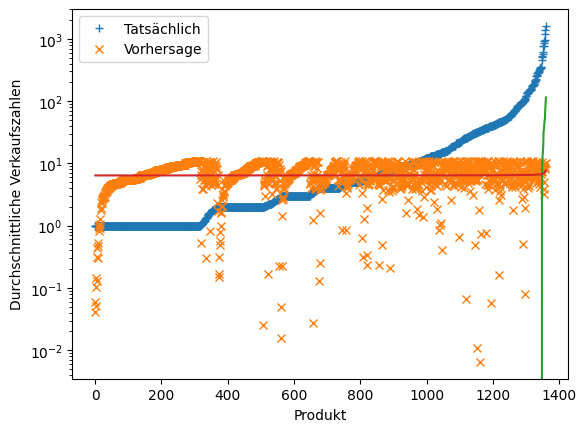 Tatsächlich
Vorhersage
Durchschnittliche Verkaufszahlen
10³
10²
10¹
10⁰
10⁻¹
10⁻²
0 200 400 600 800 1000 1200 1400
Produkt